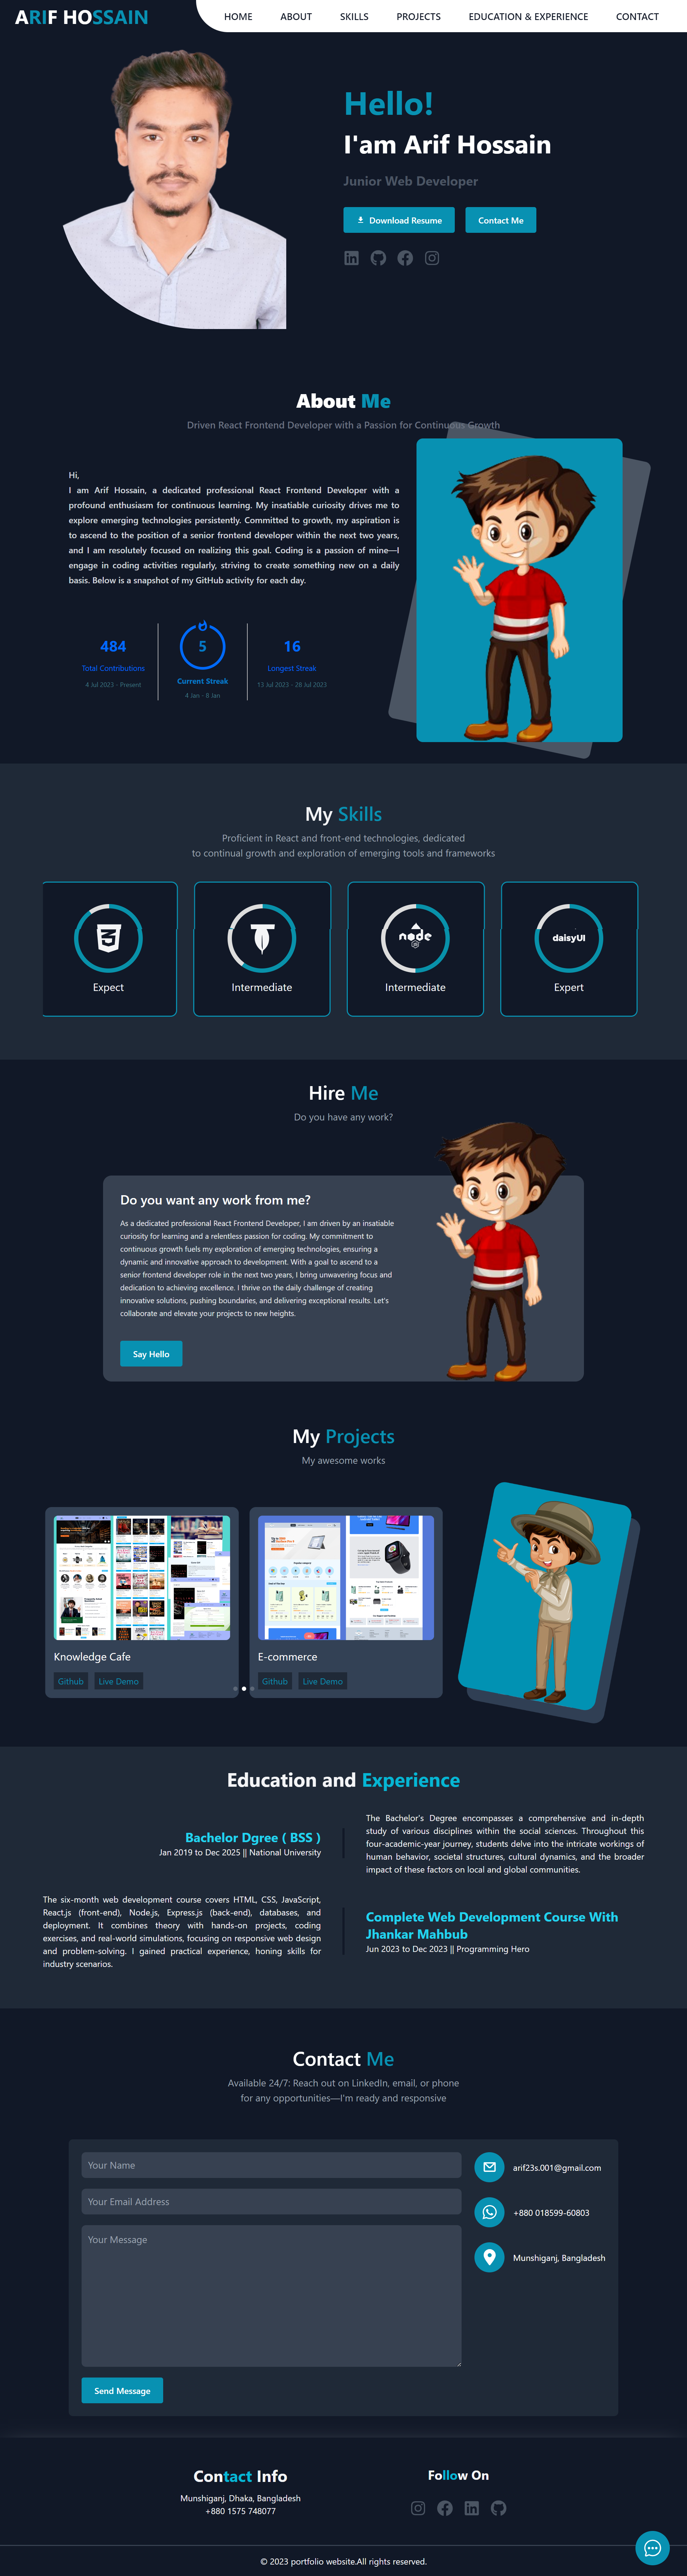 ARIF HOSSAIN
HOME ABOUT SKILLS PROJECTS EDUCATION & EXPERIENCE CONTACT
Hello!
I'am Arif Hossain
Junior Web Developer
Download Resume
Contact Me
About Me
Driven React Frontend Developer with a Passion for Continuous Growth
Hi,
I am Arif Hossain, a dedicated professional React Frontend Developer with a
profound enthusiasm for continuous learning. My insatiable curiosity drives me to
explore emerging technologies persistently. Committed to growth, my aspiration is
to ascend to the position of a senior frontend developer within the next two years,
and I am resolutely focused on realizing this goal. Coding is a passion of mine—I
engage in coding activities regularly, striving to create something new on a daily
basis. Below is a snapshot of my GitHub activity for each day.
484
Total Contributions
4 Jul 2023 - Present
5
Current Streak
4 Jan - 8 Jan
16
Longest Streak
13 Jul 2023 - 28 Jul 2023
My Skills
Proficient in React and front-end technologies, dedicated
to continual growth and exploration of emerging tools and frameworks
Expect
Intermediate
node
JS
Intermediate
daisyUI
Expert
Hire Me
Do you have any work?
Do you want any work from me?
As a dedicated professional React Frontend Developer, I am driven by an insatiable
curiosity for learning and a relentless passion for coding. My commitment to
continuous growth fuels my exploration of emerging technologies, ensuring a
dynamic and innovative approach to development. With a goal to ascend to a
senior frontend developer role in the next two years, I bring unwavering focus and
dedication to achieving excellence. I thrive on the daily challenge of creating
innovative solutions, pushing boundaries, and delivering exceptional results. Let's
collaborate and elevate your projects to new heights.
Say Hello
My Projects
My awesome works
Knowledge Cafe
Github Live Demo
E-commerce
Github Live Demo
Education and Experience
Bachelor Dgree ( BSS )
Jan 2019 to Dec 2025 || National University
The Bachelor's Degree encompasses a comprehensive and in-depth
study of various disciplines within the social sciences. Throughout this
four-academic-year journey, students delve into the intricate workings of
human behavior, societal structures, cultural dynamics, and the broader
impact of these factors on local and global communities.
The six-month web development course covers HTML, CSS, JavaScript,
React.js (front-end), Node.js, Express.js (back-end), databases, and
deployment. It combines theory with hands-on projects, coding
exercises, and real-world simulations, focusing on responsive web design
and problem-solving. I gained practical experience, honing skills for
industry scenarios.
Complete Web Development Course With
Jhankar Mahbub
Jun 2023 to Dec 2023 || Programming Hero
Contact Me
Available 24/7: Reach out on LinkedIn, email, or phone
for any opportunities—I'm ready and responsive
Your Name
Your Email Address
Your Message
Send Message
arif23s.001@gmail.com
+880 018599-60803
Munshiganj, Bangladesh
Contact Info
Munshiganj, Dhaka, Bangladesh
+880 1575 748077
Follow On
© 2023 portfolio website.All rights reserved.